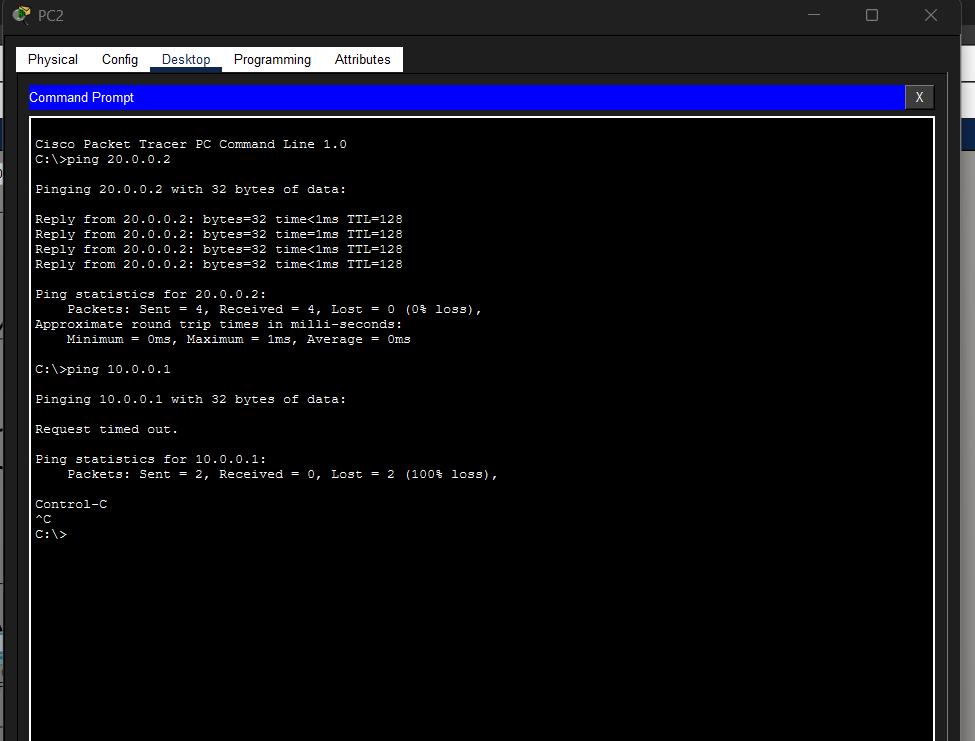 PC2
Physical Config Desktop Programming Attributes
Command Prompt
X
Cisco Packet Tracer PC Command Line 1.0
C:\>ping 20.0.0.2
Pinging 20.0.0.2 with 32 bytes of data:
Reply from 20.0.0.2: bytes=32 time<1ms TTL=128
Reply from 20.0.0.2: bytes=32 time=1ms TTL=128
Reply from 20.0.0.2: bytes=32 time<1ms TTL=128
Reply from 20.0.0.2: bytes=32 time<1ms TTL=128
Ping statistics for 20.0.0.2:
    Packets: Sent = 4, Received = 4, Lost = 0 (0% loss),
Approximate round trip times in milli-seconds:
    Minimum = 0ms, Maximum = 1ms, Average = 0ms
C:\>ping 10.0.0.1
Pinging 10.0.0.1 with 32 bytes of data:
Request timed out.
Ping statistics for 10.0.0.1:
    Packets: Sent = 2, Received = 0, Lost = 2 (100% loss),
Control-C
^C
C:\>